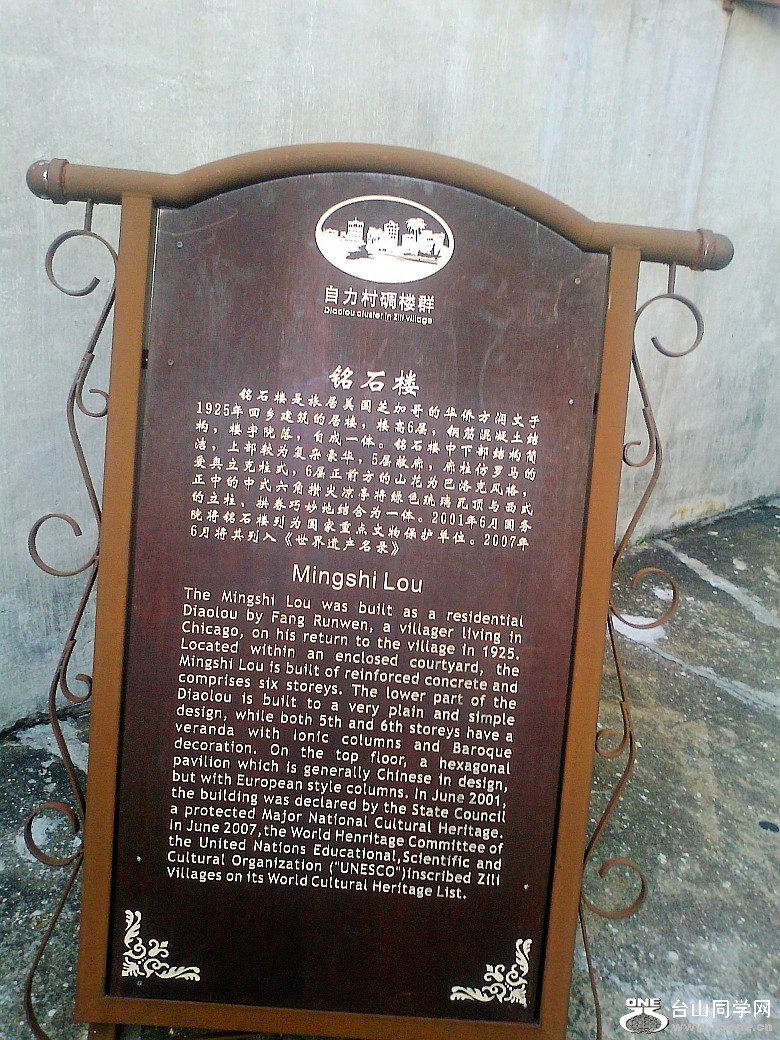 自力村碉楼群
Diaolou cluster in Zili village
铭石楼
铭石楼是旅居美国芝加哥的华侨方润文于
1925年回乡建筑的居楼，楼高6层，钢筋混凝土结
构，楼宇院落，自成一体。铭石楼中下部结构简
洁，上部较为复杂豪华，5层敞廊，廊柱仿罗马的
爱奥立克柱式，6层正前方的山花为巴洛克风格，
正中的中式六角攒尖凉亭将绿色琉璃瓦顶与西式
的立柱、拱券巧妙地结合为一体。2001年6月国务
院将铭石楼列为国家重点文物保护单位。2007年
6月将其列入《世界遗产名录》
Mingshi Lou
The Mingshi Lou was built as a residential
Diaolou by Fang Runwen, a villager living in
Chicago, on his return to the village in 1925.
Located within an enclosed courtyard, the
Mingshi Lou is built of reinforced concrete and
comprises six storeys. The lower part of the
Diaolou is built to a very plain and simple
design, while both 5th and 6th storeys have a
veranda with ionic columns and Baroque
decoration. On the top floor, a hexagonal
pavilion which is generally Chinese in design,
but with European style columns. In June 2001,
the building was declared by the State Council
a protected Major National Cultural Heritage.
In June 2007,the World Henritage Committee of
the United Nations Educational,Scientific and
Cultural Organization ("UNESCO")inscribed Zili
Villages on its World Cultural Heritage List.
ONE 台山同学网